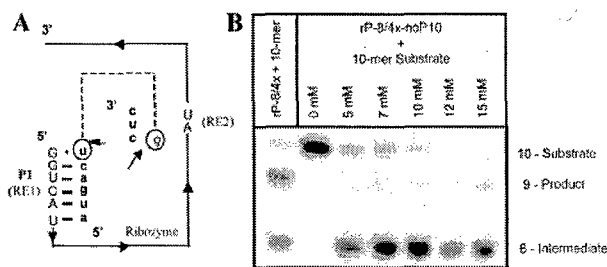 A
3'
3'
c
u
c
u
g
U
A
(RE2)
5'
P1
(RE1)
G
G
U
C
A
U
c
a
g
u
a
5'
Ribozyme
B
rP-8/4x + 10-mer
rP-8/4x-noP10
+
10-mer Substrate
0 mM
5 mM
7 mM
10 mM
12 mM
15 mM
10 - Substrate
9 - Product
6 - Intermediate